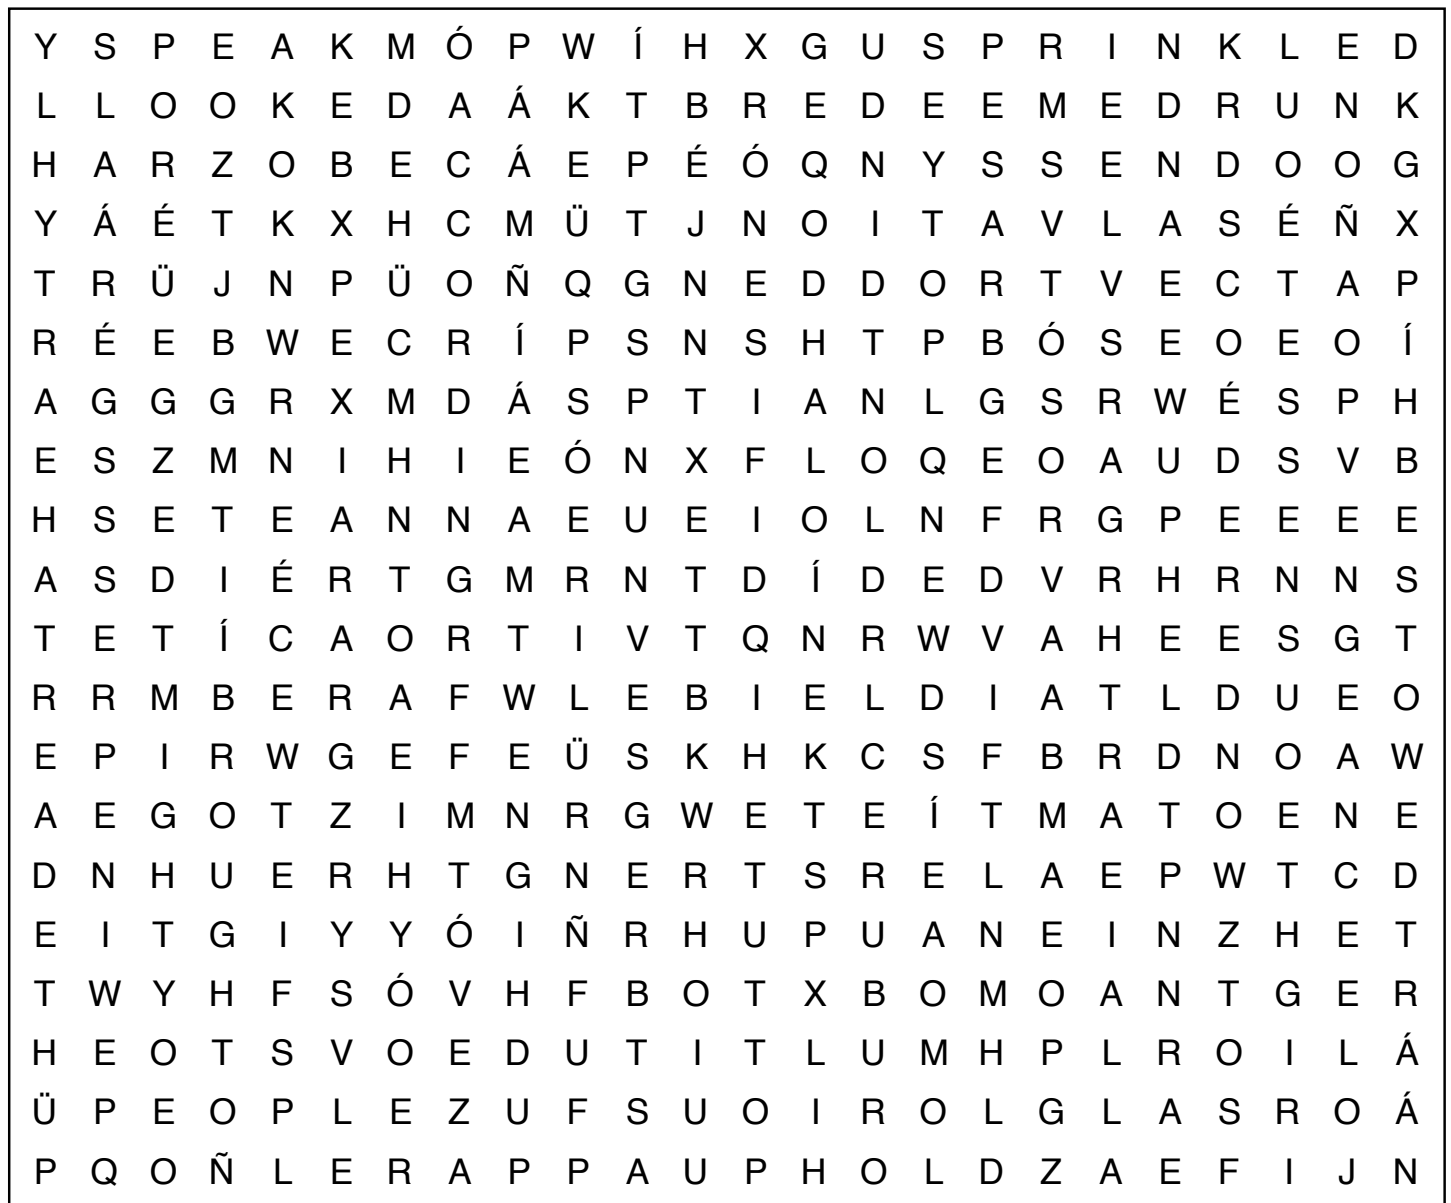 Y S P E A K M Ó P W Í H X G U S P R I N K L E D
L L O O K E D A Á K T B R E D E E M E D R U N K
H A R Z O B E C Á E P É Ó Q N Y S S E N D O O G
Y Á É T K X H C M Ü T J N O I T A V L A S É Ñ X
T R Ü J N P Ü O Ñ Q G N E D D O R T V E C T A P
R É E B W E C R Í P S N S H T P B Ó S E O E O Í
A G G G R X M D Á S P T I A N L G S R W É S P H
E S Z M N I H I E Ó N X F L O Q E O A U D S V B
H S E T E A N N A E U E I O L N F R G P E E E E
A S D I É R T G M R N T D Í D E D V R H R N N S
T E T Í C A O R T I V T Q N R W V A H E E S G T
R R M B E R A F W L E B I E L D I A T L D U E O
E P I R W G E F E Ü S K H K C S F B R D N O A W
A E G O T Z I M N R G W E T E Í T M A T O E N E
D N H U E R H T G N E R T S R E L A E P W T C D
E I T G I Y Y Ó I Ñ R H U P U A N E I N Z H E T
T W Y H F S Ó V H F B O T X B O M O A N T G E R
H E O T S V O E D U T I T L U M H P L R O I L Á
Ü P E O P L E Z U F S U O I R O L G L A S R O Á
P Q O Ñ L E R A P P A U P H O L D Z A E F I J N